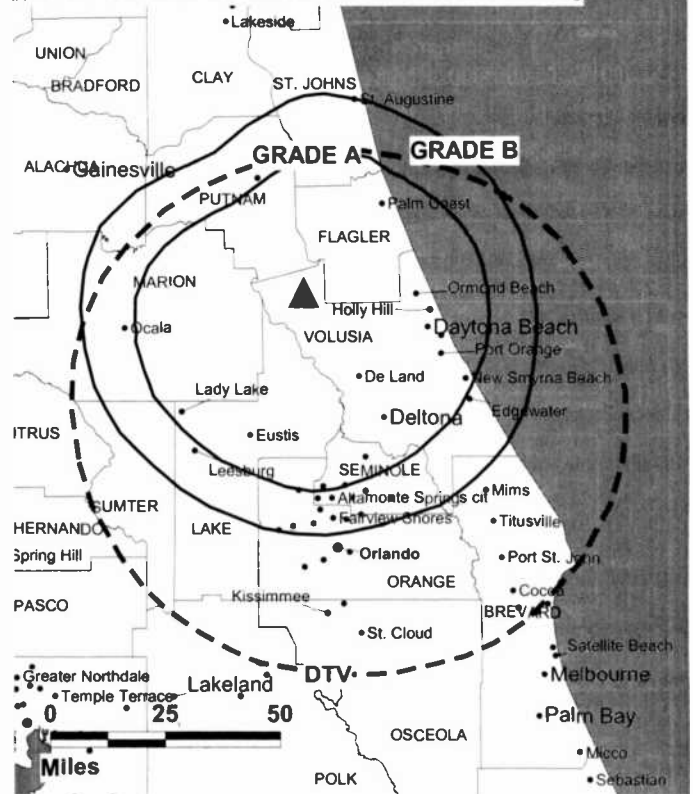 Lakeside
UNION
BRADFORD
CLAY
ST. JOHNS
St. Augustine
GRADE A
GRADE B
ALACHUA
Gainesville
PUTNAM
Palm Coast
FLAGLER
MARION
Ormond Beach
Holly Hill
Ocala
VOLUSIA
Daytona Beach
Port Orange
De Land
New Smyrna Beach
Lady Lake
Deltona
Edgewater
ITRUS
Eustis
Leesburg
SEMINOLE
SUMTER
Altamonte Springs cit
Mims
HERNANDO
LAKE
Fairview Shores
Titusville
Spring Hill
Orlando
Port St. John
ORANGE
Kissimmee
Cocoa
PASCO
BREVARD
St. Cloud
Satellite Beach
Greater Northdale
DTV
Melbourne
Temple Terrace
Lakeland
0 25 50
Palm Bay
OSCEOLA
Miles
Micco
POLK
Sebastian